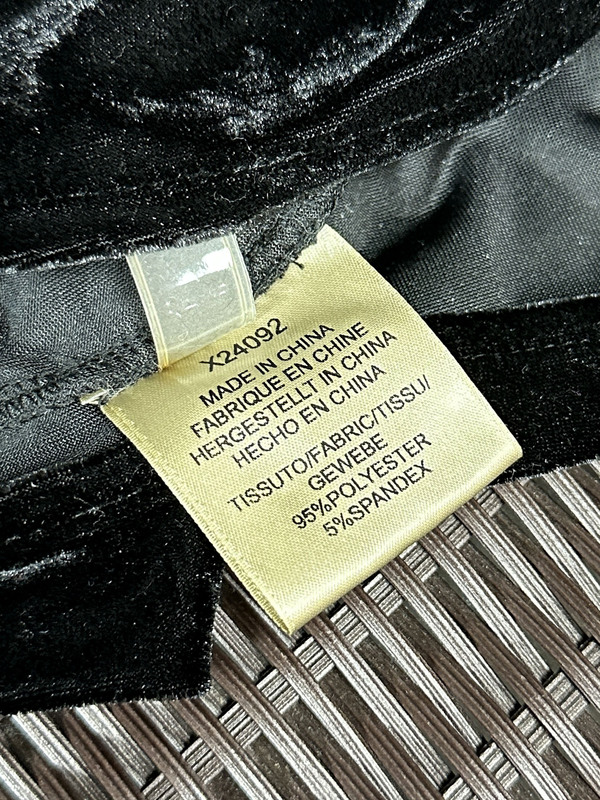 X24092
MADE IN CHINA
FABRIQUE EN CHINE
HERGESTELLT IN CHINA
HECHO EN CHINA
TISSUTO/FABRIC/TISSU/
GEWEBE
95%POLYESTER
5%SPANDEX